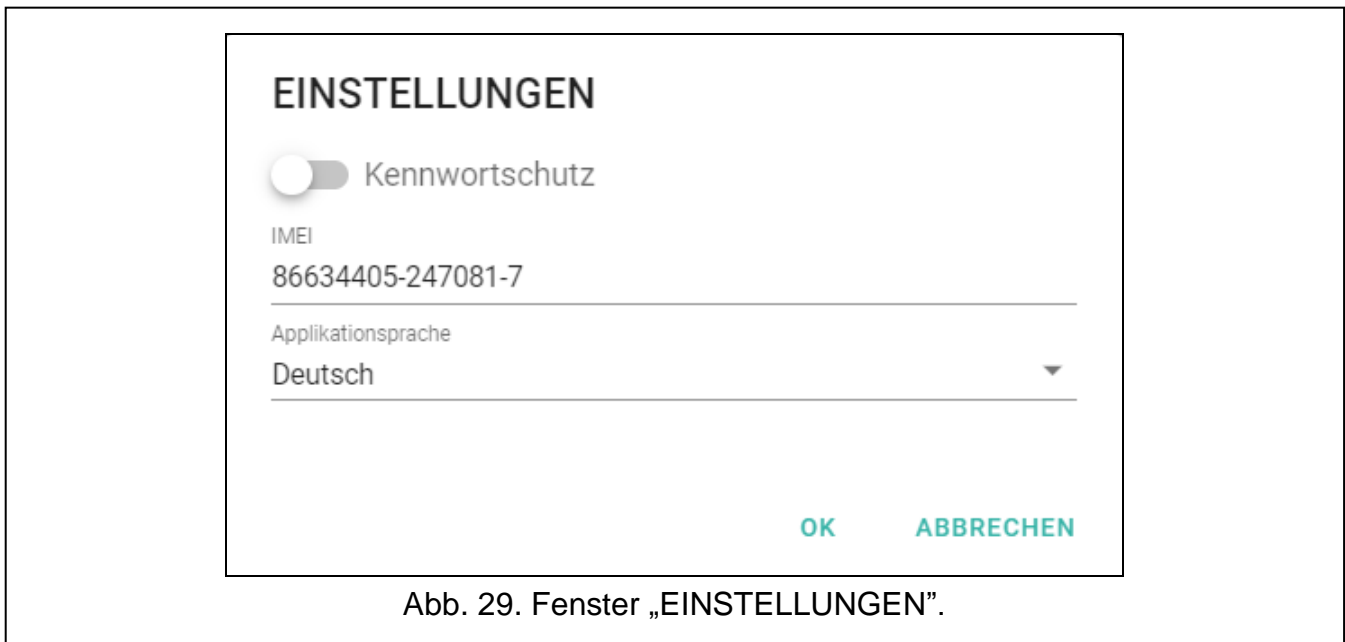 EINSTELLUNGEN
Kennwortschutz
IMEI
86634405-247081-7
Applikationsprache
Deutsch
OK ABBRECHEN
Abb. 29. Fenster „EINSTELLUNGEN”.